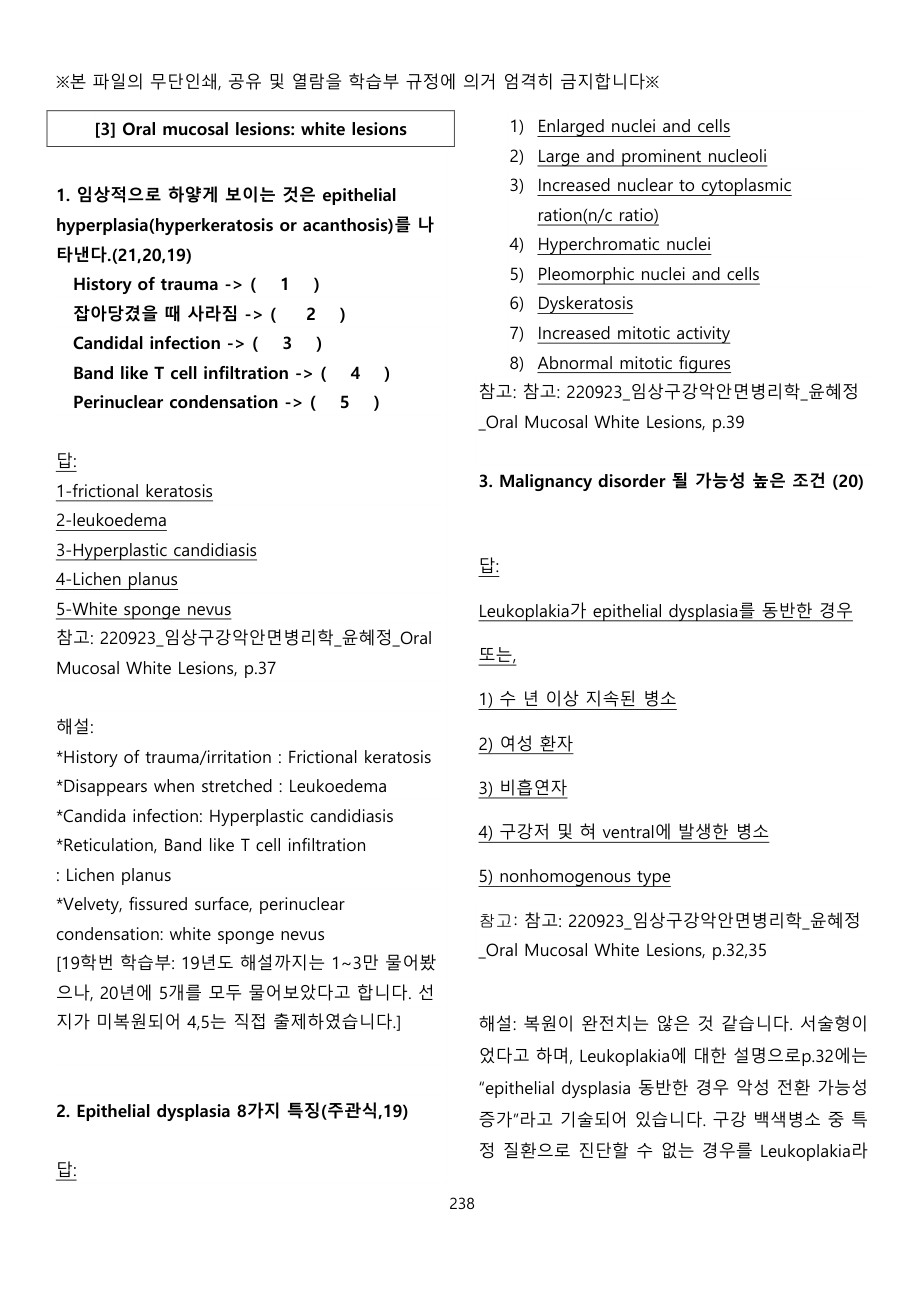 ※본 파일의 무단인쇄, 공유 및 열람을 학습부 규정에 의거 엄격히 금지합니다※
[3] Oral mucosal lesions: white lesions
1. 임상적으로 하얗게 보이는 것은 epithelial
hyperplasia(hyperkeratosis or acanthosis)를 나
타낸다.(21,20,19)
History of trauma -> ( 1 )
잡아당겼을 때 사라짐 -> ( 2 )
Candidal infection -> ( 3 )
Band like T cell infiltration -> ( 4 )
Perinuclear condensation -> ( 5 )
답:
1-frictional keratosis
2-leukoedema
3-Hyperplastic candidiasis
4-Lichen planus
5-White sponge nevus
참고: 220923_임상구강악안면병리학_윤혜정_Oral
Mucosal White Lesions, p.37
해설:
*History of trauma/irritation : Frictional keratosis
*Disappears when stretched : Leukoedema
*Candida infection: Hyperplastic candidiasis
*Reticulation, Band like T cell infiltration
: Lichen planus
*Velvety, fissured surface, perinuclear
condensation: white sponge nevus
[19학번 학습부: 19년도 해설까지는 1~3만 물어봤
으나, 20년에 5개를 모두 물어보았다고 합니다. 선
지가 미복원되어 4,5는 직접 출제하였습니다.]
2. Epithelial dysplasia 8가지 특징(주관식,19)
답:
1) Enlarged nuclei and cells
2) Large and prominent nucleoli
3) Increased nuclear to cytoplasmic
ration(n/c ratio)
4) Hyperchromatic nuclei
5) Pleomorphic nuclei and cells
6) Dyskeratosis
7) Increased mitotic activity
8) Abnormal mitotic figures
참고: 참고: 220923_임상구강악안면병리학_윤혜정
_Oral Mucosal White Lesions, p.39
3. Malignancy disorder 될 가능성 높은 조건 (20)
답:
Leukoplakia가 epithelial dysplasia를 동반한 경우
또는,
1) 수 년 이상 지속된 병소
2) 여성 환자
3) 비흡연자
4) 구강저 및 혀 ventral에 발생한 병소
5) nonhomogenous type
참고: 참고: 220923_임상구강악안면병리학_윤혜정
_Oral Mucosal White Lesions, p.32,35
해설: 복원이 완전치는 않은 것 같습니다. 서술형이
었다고 하며, Leukoplakia에 대한 설명으로p.32에는
“epithelial dysplasia 동반한 경우 악성 전환 가능성
증가”라고 기술되어 있습니다. 구강 백색병소 중 특
정 질환으로 진단할 수 없는 경우를 Leukoplakia라
238